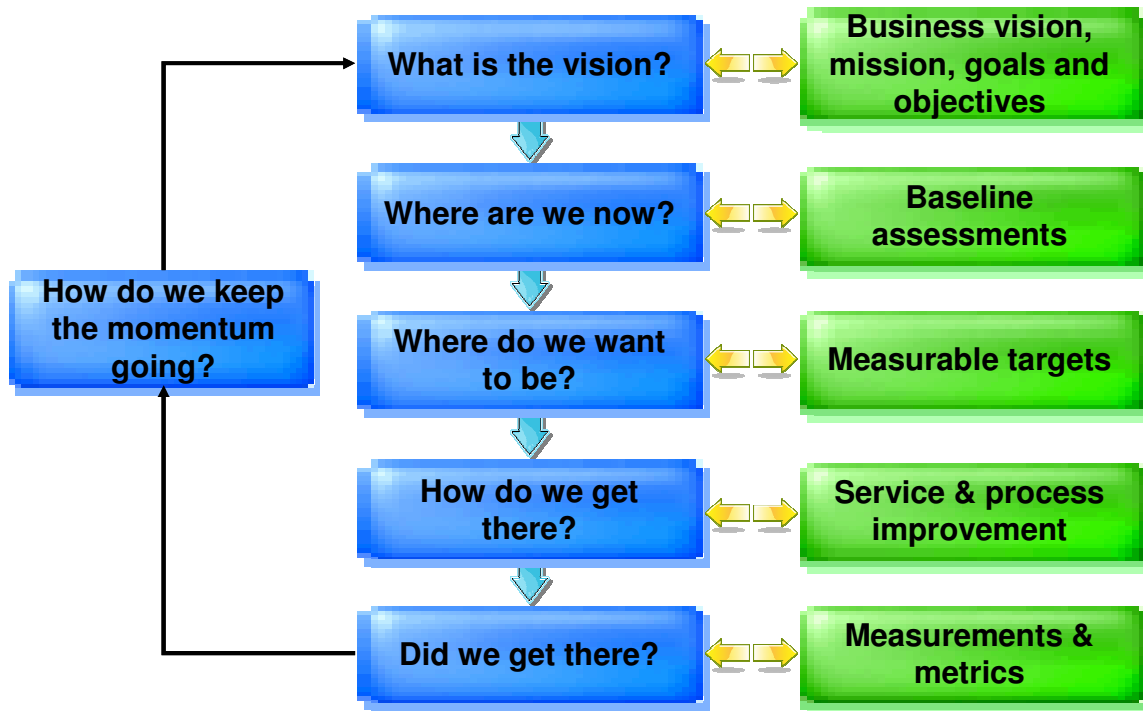 What is the vision?
Business vision,
mission, goals and
objectives
Where are we now?
Baseline
assessments
How do we keep
the momentum
going?
Where do we want
to be?
Measurable targets
How do we get
there?
Service & process
improvement
Did we get there?
Measurements &
metrics